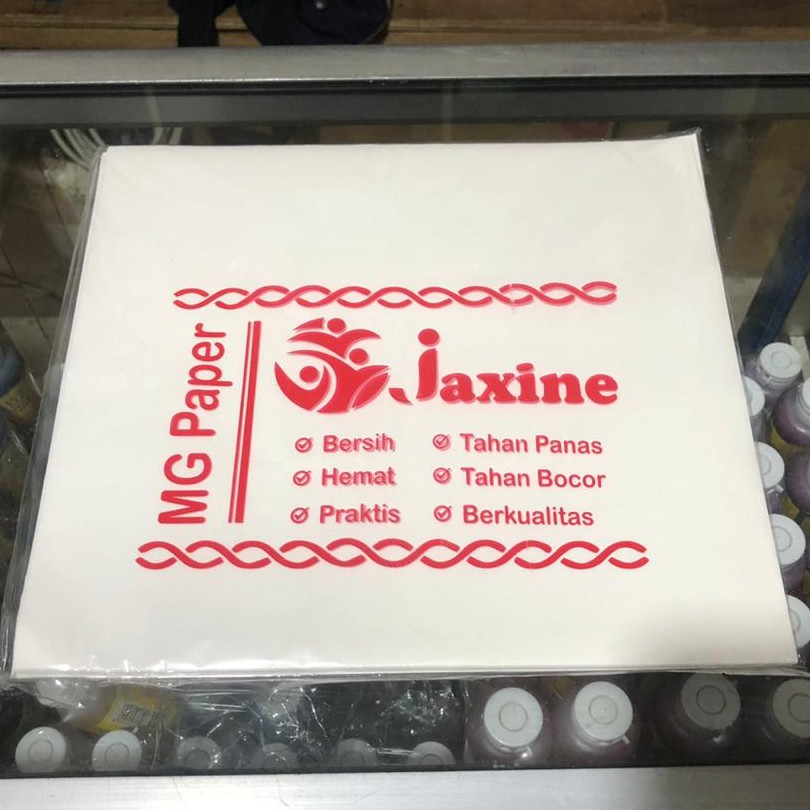 MG Paper
Jaxine
Bersih
Hemat
Praktis
Tahan Panas
Tahan Bocor
Berkualitas